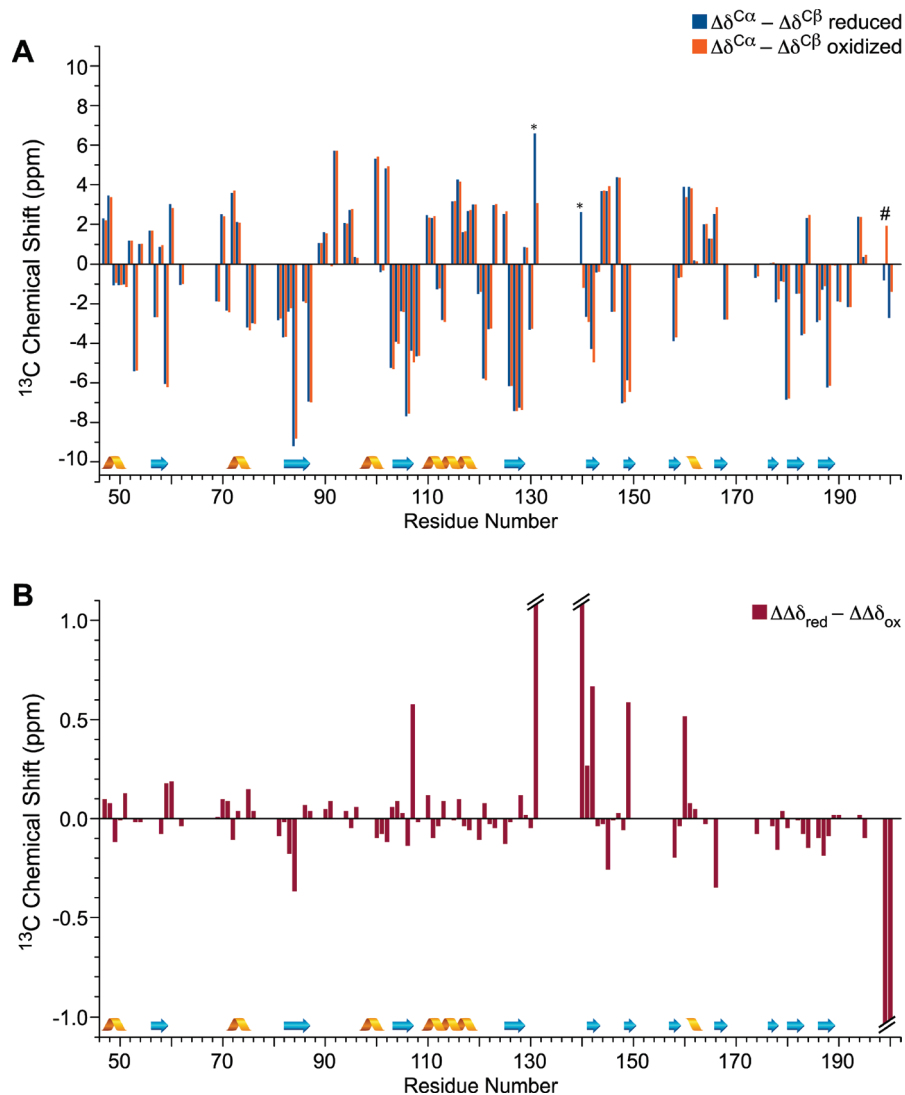 Δδ^Cα – Δδ^Cβ reduced
Δδ^Cα – Δδ^Cβ oxidized
A
10
8
6
4
2
0
-2
-4
-6
-8
-10
¹³C Chemical Shift (ppm)
*
*
#
50 70 90 110 130 150 170 190
Residue Number
B
ΔΔδ_red – ΔΔδ_ox
1.0
0.5
0.0
-0.5
-1.0
¹³C Chemical Shift (ppm)
50 70 90 110 130 150 170 190
Residue Number